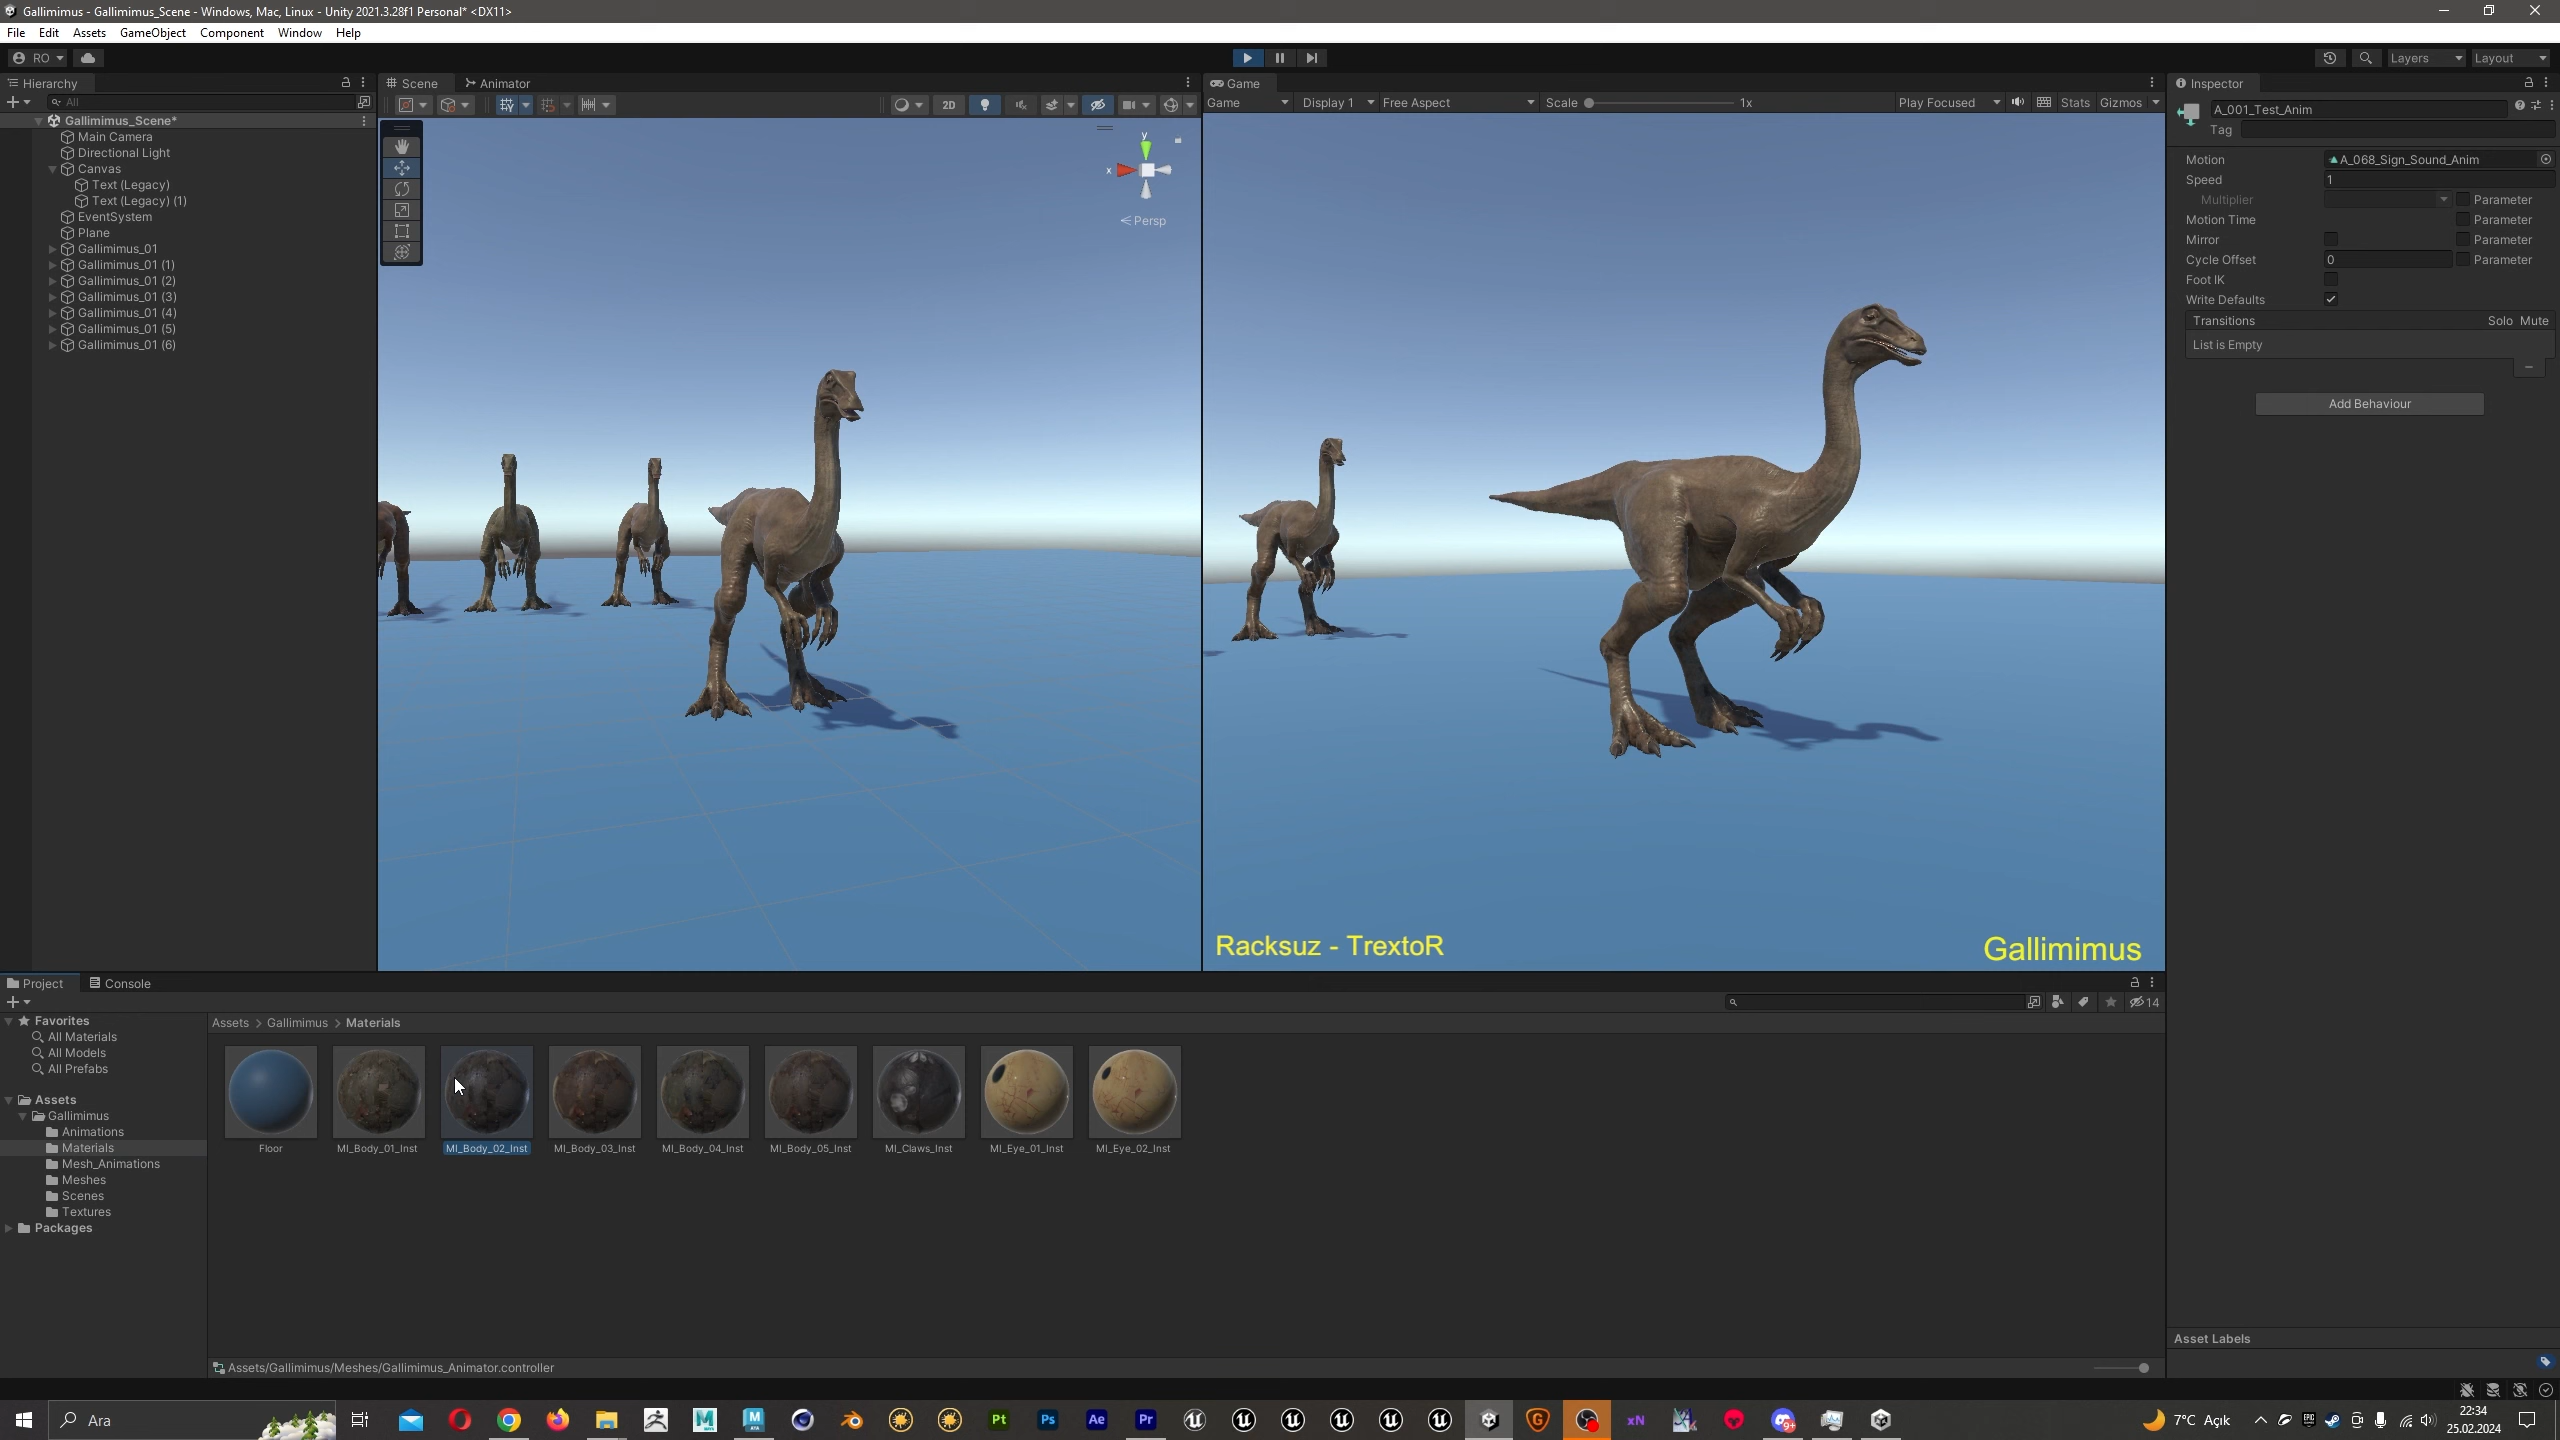 Gallimimus - Gallimimus_Scene - Windows, Mac, Linux - Unity 2021.3.28f1 Personal* <DX11>
File Edit Assets GameObject Component Window Help
RO
Layers
Layout
Hierarchy
All
Gallimimus_Scene*
Main Camera
Directional Light
Canvas
Text (Legacy)
Text (Legacy) (1)
EventSystem
Plane
Gallimimus_01
Gallimimus_01 (1)
Gallimimus_01 (2)
Gallimimus_01 (3)
Gallimimus_01 (4)
Gallimimus_01 (5)
Gallimimus_01 (6)
Scene Animator
2D
y
x
Persp
Game
Game Display 1 Free Aspect Scale 1x Play Focused Stats Gizmos
Racksuz - TrextoR
Gallimimus
Inspector
A_001_Test_Anim
Tag
Motion A_068_Sign_Sound_Anim
Speed 1
Multiplier Parameter
Motion Time Parameter
Mirror Parameter
Cycle Offset 0 Parameter
Foot IK
Write Defaults
Transitions Solo Mute
List is Empty
Add Behaviour
Asset Labels
Project Console
14
Favorites
All Materials
All Models
All Prefabs
Assets
Gallimimus
Animations
Materials
Mesh_Animations
Meshes
Scenes
Textures
Packages
Assets > Gallimimus > Materials
Floor MI_Body_01_Inst MI_Body_02_Inst MI_Body_03_Inst MI_Body_04_Inst MI_Body_05_Inst MI_Claws_Inst MI_Eye_01_Inst MI_Eye_02_Inst
Assets/Gallimimus/Meshes/Gallimimus_Animator.controller
Ara
Pt
Ps
Ae
Pr
xN
9+
7°C Açık
22:34
25.02.2024